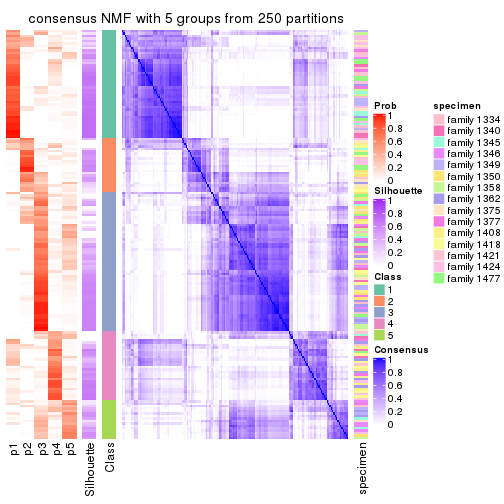 consensus NMF with 5 groups from 250 partitions
Prob
1
0.8
0.6
0.4
0.2
0
Silhouette
1
0.8
0.6
0.4
0.2
0
Class
1
2
3
4
5
Consensus
1
0.8
0.6
0.4
0.2
0
specimen
family 1334
family 1340
family 1345
family 1346
family 1349
family 1350
family 1358
family 1362
family 1375
family 1377
family 1408
family 1418
family 1421
family 1424
family 1477
p1
p2
p3
p4
p5
Silhouette
Class
specimen